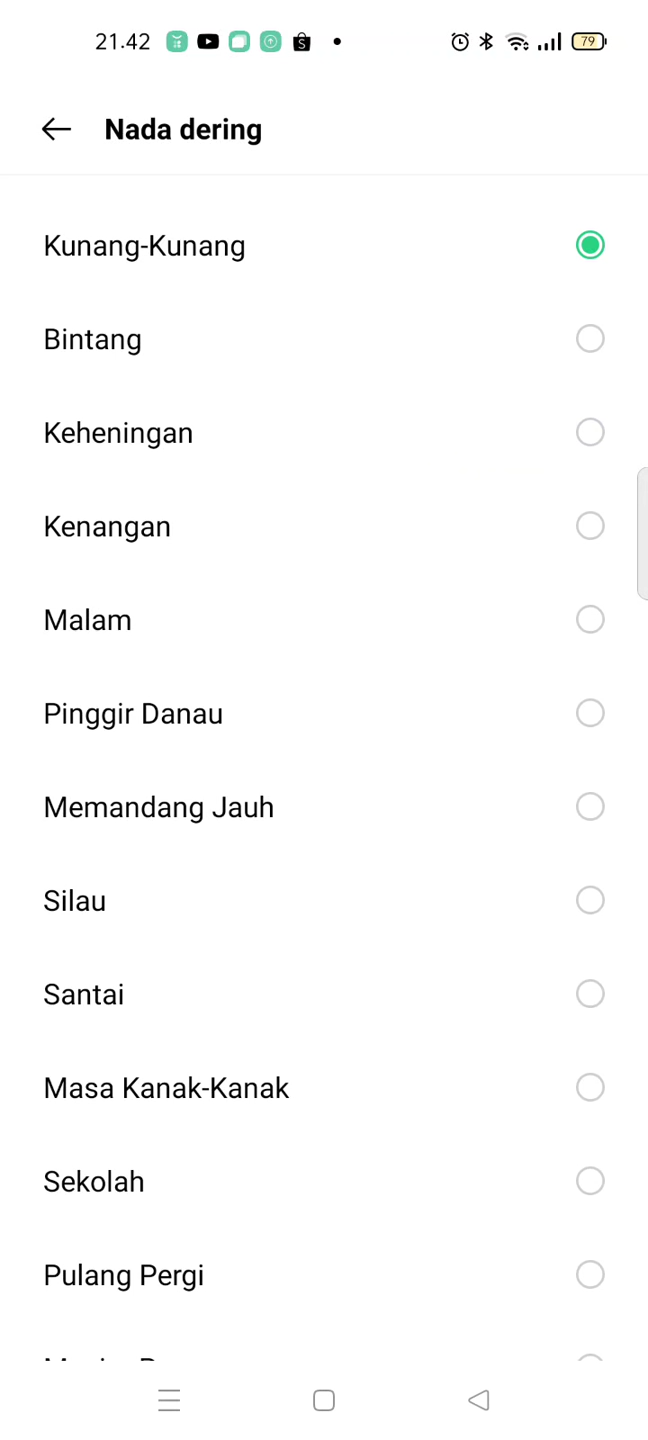 21.42
79
Nada dering
Kunang-Kunang
Bintang
Keheningan
Kenangan
Malam
Pinggir Danau
Memandang Jauh
Silau
Santai
Masa Kanak-Kanak
Sekolah
Pulang Pergi